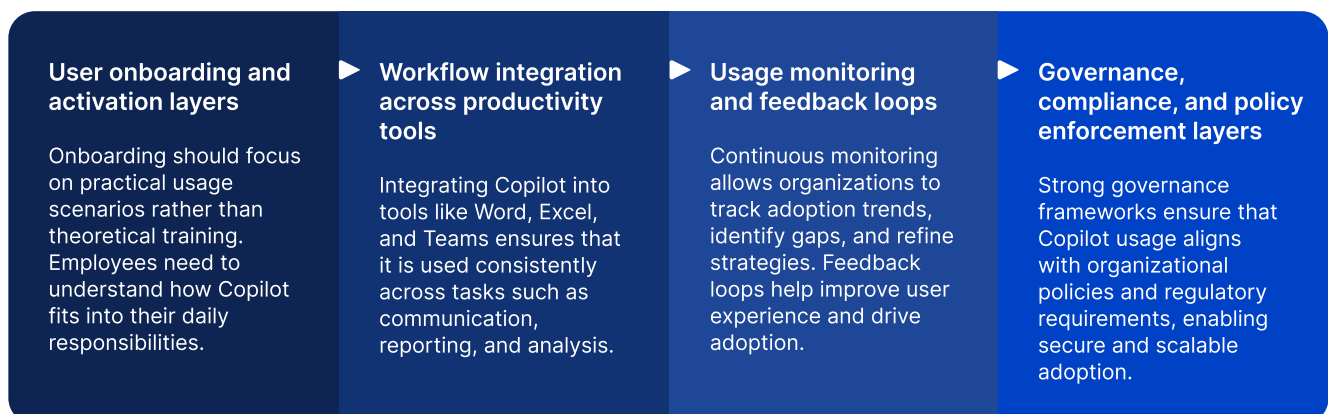 User onboarding and
activation layers
Onboarding should focus
on practical usage
scenarios rather than
theoretical training.
Employees need to
understand how Copilot
fits into their daily
responsibilities.
Workflow integration
across productivity
tools
Integrating Copilot into
tools like Word, Excel,
and Teams ensures that
it is used consistently
across tasks such as
communication,
reporting, and analysis.
Usage monitoring
and feedback loops
Continuous monitoring
allows organizations to
track adoption trends,
identify gaps, and refine
strategies. Feedback
loops help improve user
experience and drive
adoption.
Governance,
compliance, and policy
enforcement layers
Strong governance
frameworks ensure that
Copilot usage aligns
with organizational
policies and regulatory
requirements, enabling
secure and scalable
adoption.